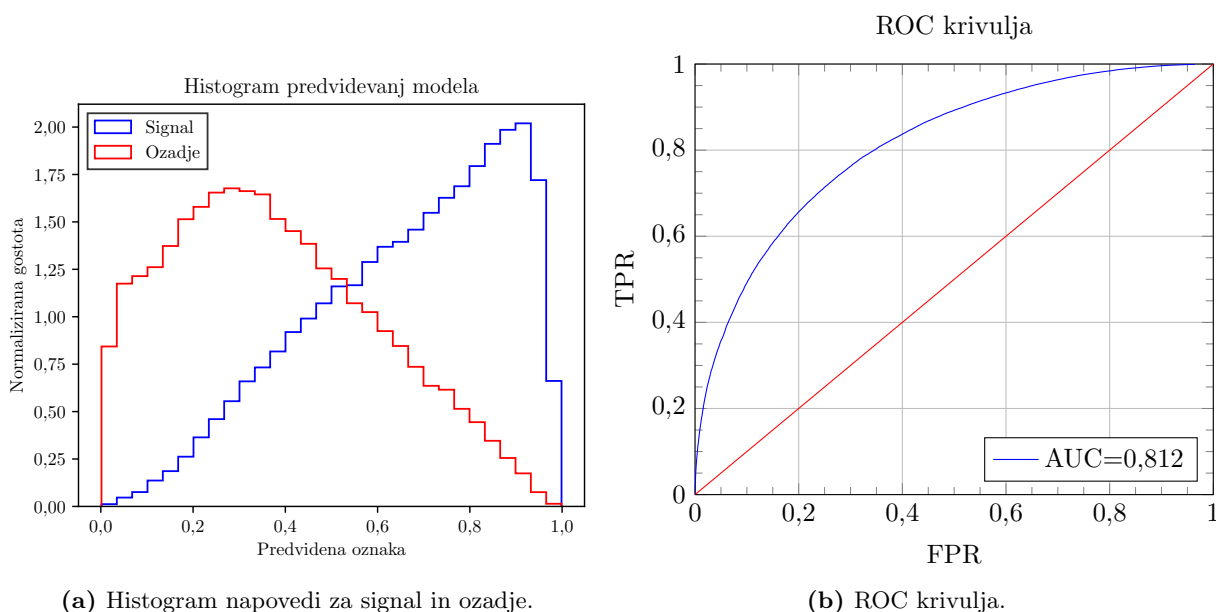 Histogram predvidevanj modela
Signal
Ozadje
Normalizirana gostota
2,00
1,75
1,50
1,25
1,00
0,75
0,50
0,25
0,00
0,0 0,2 0,4 0,6 0,8 1,0
Predvidena oznaka
(a) Histogram napovedi za signal in ozadje.
ROC krivulja
TPR
1
0,8
0,6
0,4
0,2
0
AUC=0,812
0 0,2 0,4 0,6 0,8 1
FPR
(b) ROC krivulja.